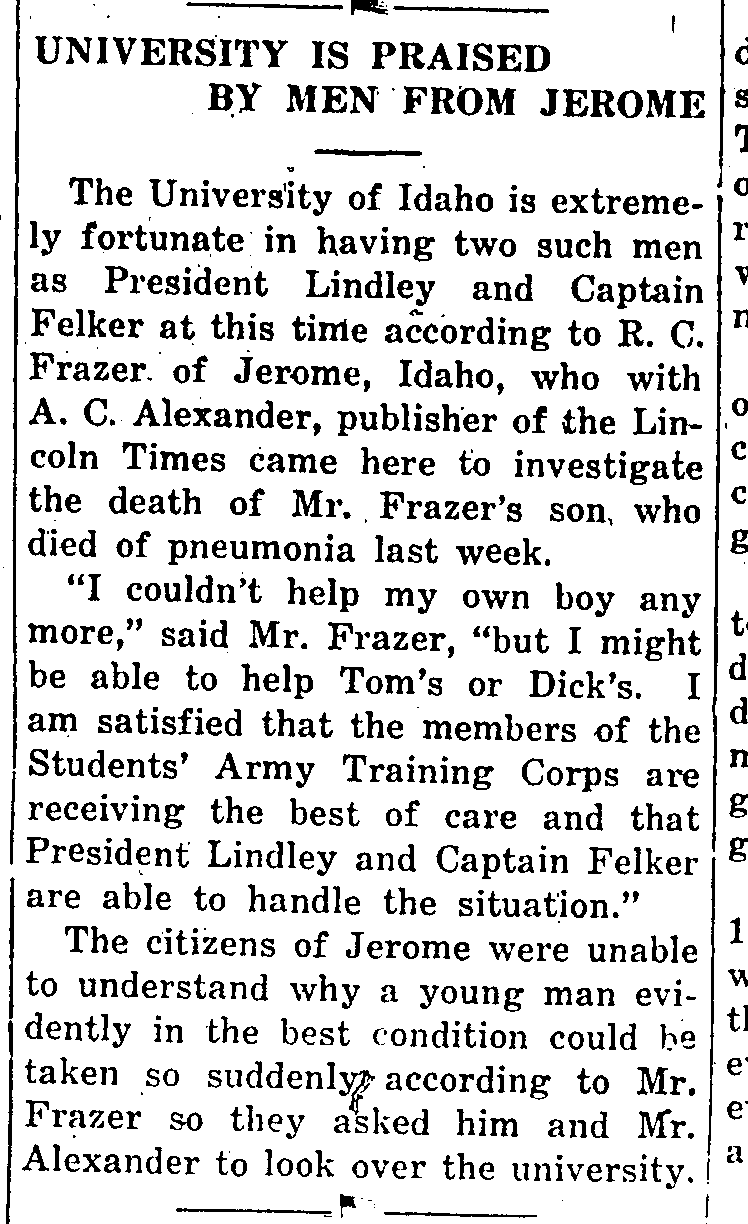 UNIVERSITY IS PRAISED
BY MEN FROM JEROME
The University of Idaho is extreme-
ly fortunate in having two such men
as President Lindley and Captain
Felker at this time according to R. C.
Frazer of Jerome, Idaho, who with
A. C. Alexander, publisher of the Lin-
coln Times came here to investigate
the death of Mr. Frazer's son, who
died of pneumonia last week.
"I couldn't help my own boy any
more," said Mr. Frazer, "but I might
be able to help Tom's or Dick's. I
am satisfied that the members of the
Students' Army Training Corps are
receiving the best of care and that
President Lindley and Captain Felker
are able to handle the situation."
The citizens of Jerome were unable
to understand why a young man evi-
dently in the best condition could be
taken so suddenly, according to Mr.
Frazer so they asked him and Mr.
Alexander to look over the university.